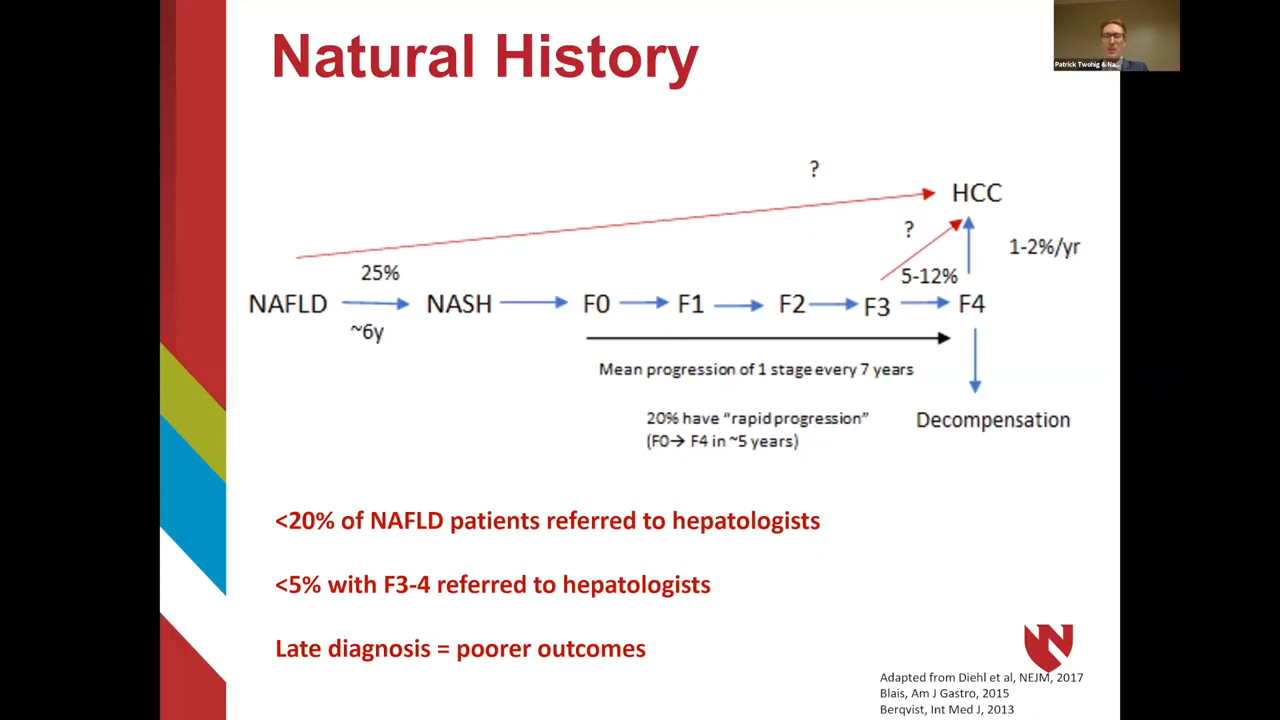 Natural History
Patrick Twohig & Na...
?
HCC
?
1-2%/yr
25%
5-12%
NAFLD
NASH
F0
F1
F2
F3
F4
~6y
Mean progression of 1 stage every 7 years
20% have “rapid progression”
(F0→ F4 in ~5 years)
Decompensation
<20% of NAFLD patients referred to hepatologists
<5% with F3-4 referred to hepatologists
Late diagnosis = poorer outcomes
N
Adapted from Diehl et al, NEJM, 2017
Blais, Am J Gastro, 2015
Berqvist, Int Med J, 2013